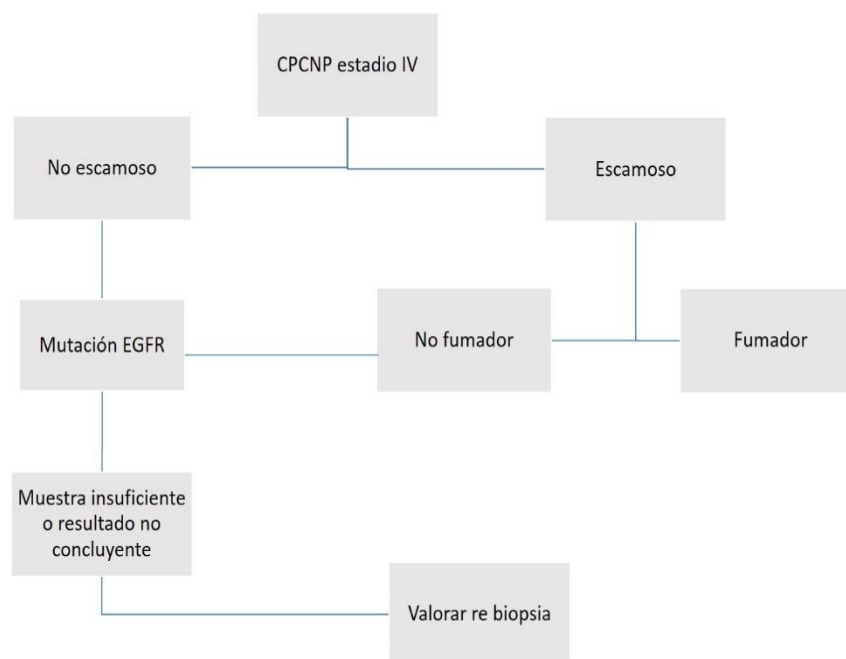 CPCNP estadio IV
No escamoso
Escamoso
Mutación EGFR
No fumador
Fumador
Muestra insuficiente
o resultado no
concluyente
Valorar re biopsia